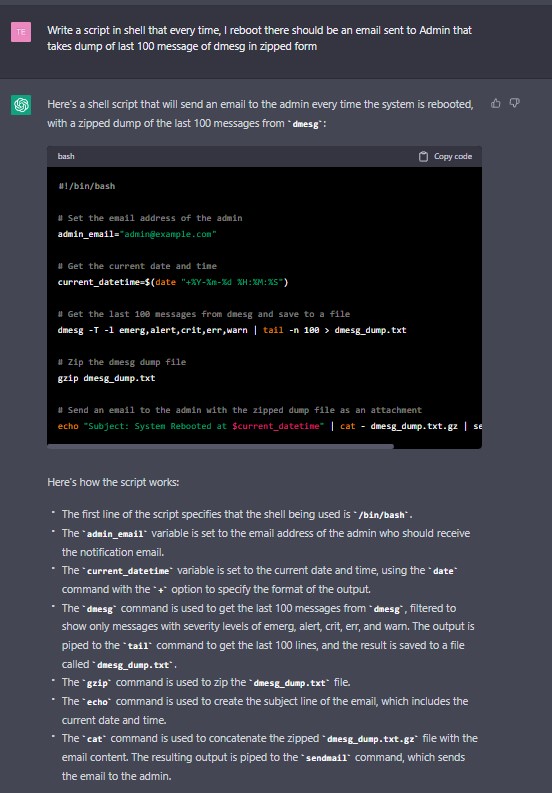 TE
Write a script in shell that every time, I reboot there should be an email sent to Admin that
takes dump of last 100 message of dmesg in zipped form
Here's a shell script that will send an email to the admin every time the system is rebooted,
with a zipped dump of the last 100 messages from `dmesg`:
bash
Copy code
#!/bin/bash
# Set the email address of the admin
admin_email="admin@example.com"
# Get the current date and time
current_datetime=$(date "+%Y-%m-%d %H:%M:%S")
# Get the last 100 messages from dmesg and save to a file
dmesg -T -l emerg,alert,crit,err,warn | tail -n 100 > dmesg_dump.txt
# Zip the dmesg dump file
gzip dmesg_dump.txt
# Send an email to the admin with the zipped dump file as an attachment
echo "Subject: System Rebooted at $current_datetime" | cat - dmesg_dump.txt.gz | se
Here's how the script works:
• The first line of the script specifies that the shell being used is `/bin/bash`.
• The `admin_email` variable is set to the email address of the admin who should receive
the notification email.
• The `current_datetime` variable is set to the current date and time, using the `date`
command with the `+` option to specify the format of the output.
• The `dmesg` command is used to get the last 100 messages from `dmesg`, filtered to
show only messages with severity levels of emerg, alert, crit, err, and warn. The output is
piped to the `tail` command to get the last 100 lines, and the result is saved to a file
called `dmesg_dump.txt`.
• The `gzip` command is used to zip the `dmesg_dump.txt` file.
• The `echo` command is used to create the subject line of the email, which includes the
current date and time.
• The `cat` command is used to concatenate the zipped `dmesg_dump.txt.gz` file with the
email content. The resulting output is piped to the `sendmail` command, which sends
the email to the admin.